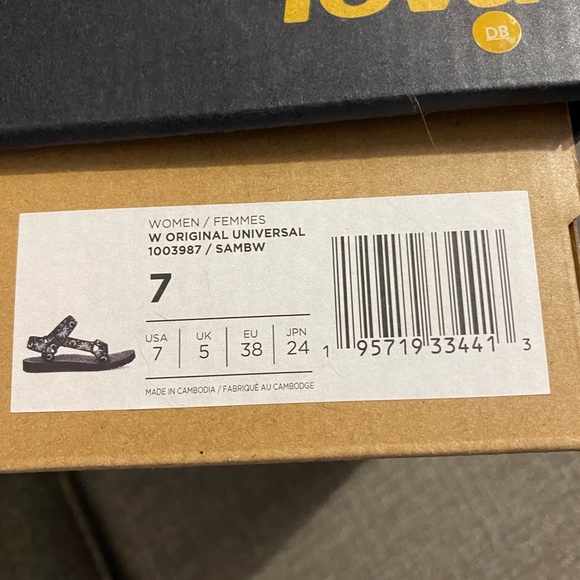 Teva
DB
WOMEN / FEMMES
W ORIGINAL UNIVERSAL
1003987 / SAMBW
7
USA UK EU JPN
7 5 38 24
1 95719 33441 3
MADE IN CAMBODIA / FABRIQUÉ AU CAMBODGE